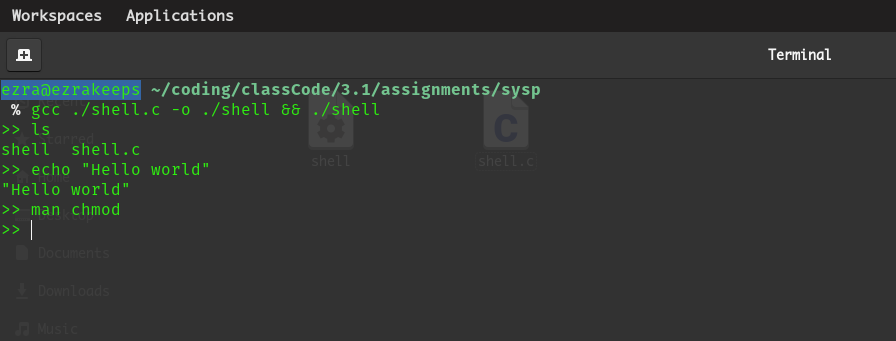 Workspaces Applications
Terminal
ezra@ezrakeeps ~/coding/classCode/3.1/assignments/sysp
% gcc ./shell.c -o ./shell && ./shell
>> ls
shell shell.c
>> echo "Hello world"
"Hello world"
>> man chmod
>>
shell
C
shell.c
Documents
Downloads
Music